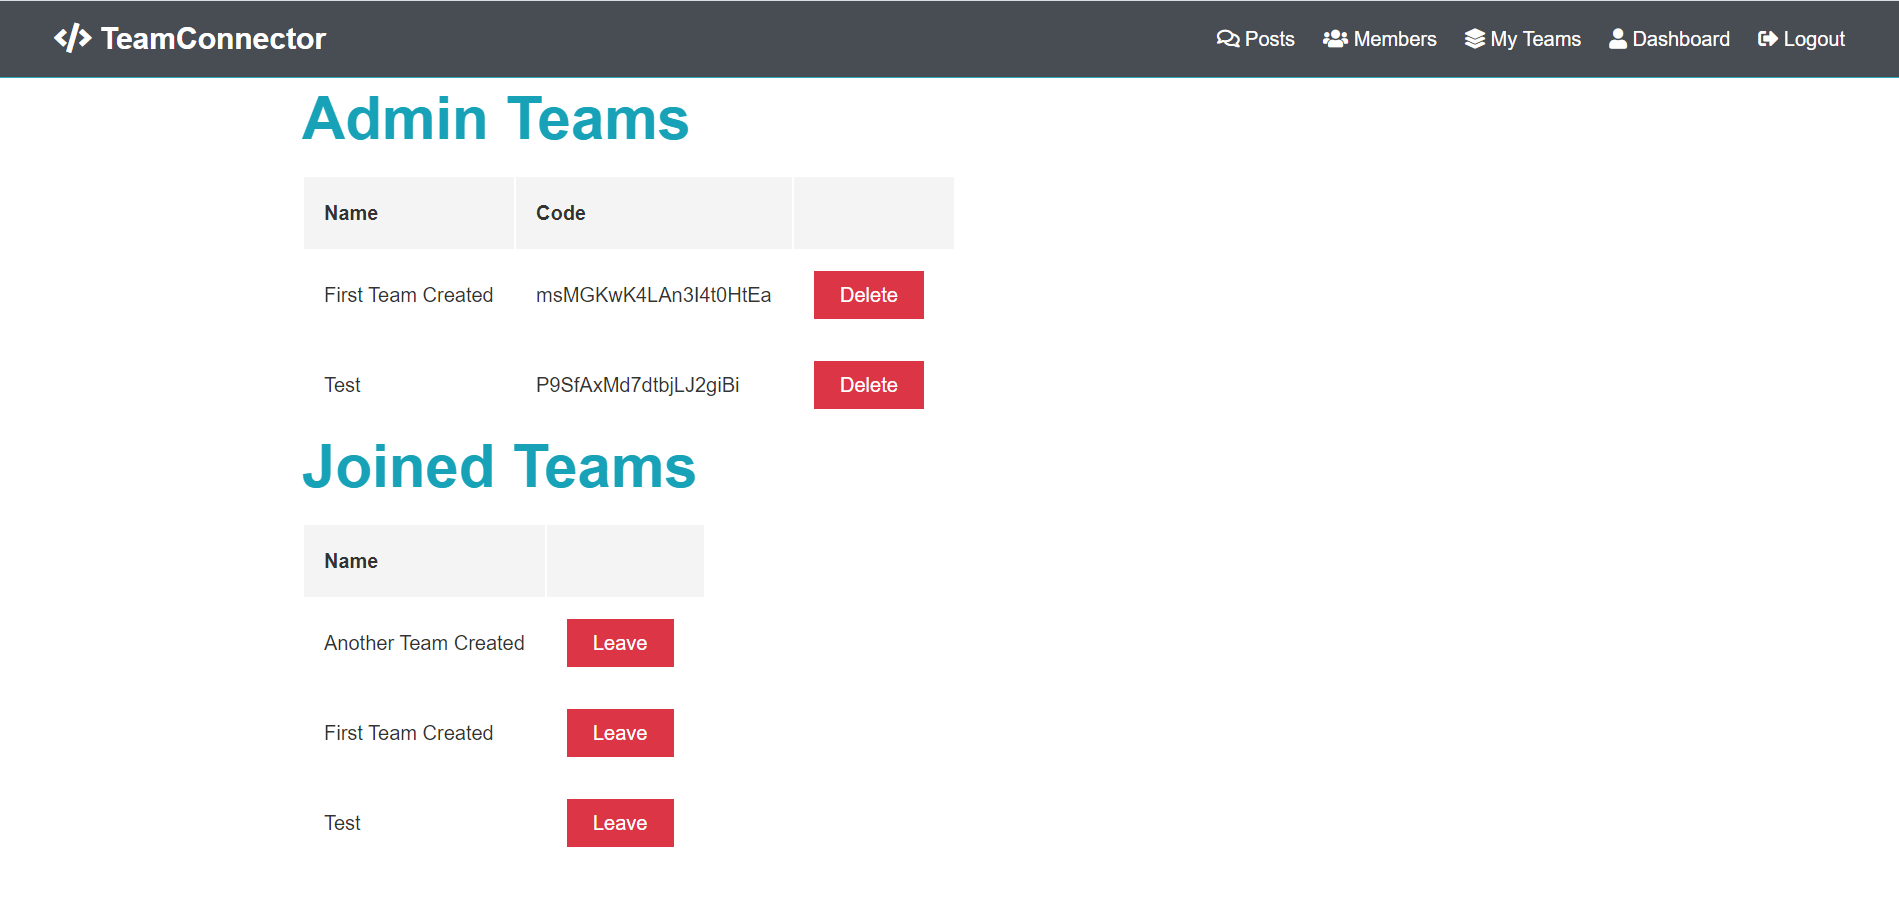 TeamConnector Posts Members My Teams Dashboard Logout
Admin Teams
Name Code
First Team Created msMGKwK4LAn3I4t0HtEa Delete
Test P9SfAxMd7dtbjLJ2giBi Delete
Joined Teams
Name
Another Team Created Leave
First Team Created Leave
Test Leave